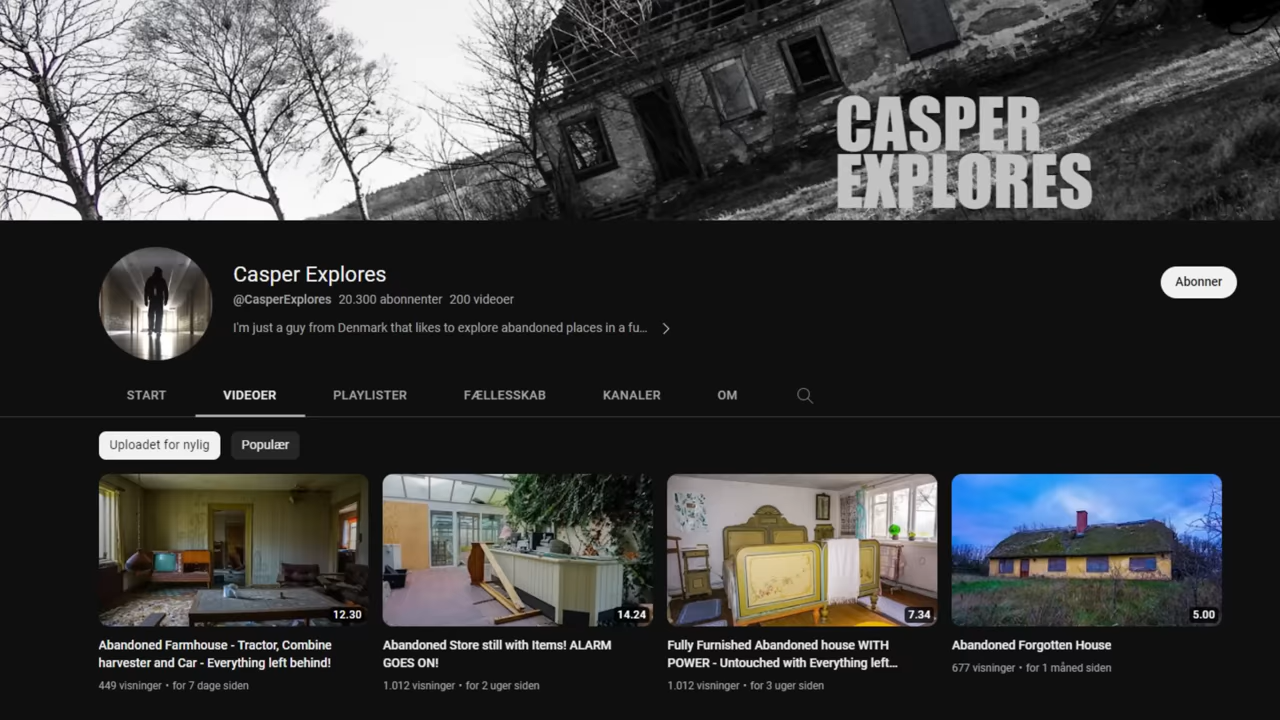 CASPER
EXPLORES
Casper Explores
@CasperExplores 20.300 abonnenter 200 videoer
I'm just a guy from Denmark that likes to explore abandoned places in a fu...
Abonner
START VIDEOER PLAYLISTER FÆLLESSKAB KANALER OM
Uploadet for nylig Populær
12.30
Abandoned Farmhouse - Tractor, Combine
harvester and Car - Everything left behind!
449 visninger • for 7 dage siden
14.24
Abandoned Store still with Items! ALARM
GOES ON!
1.012 visninger • for 2 uger siden
7.34
Fully Furnished Abandoned house WITH
POWER - Untouched with Everything left...
1.012 visninger • for 3 uger siden
5.00
Abandoned Forgotten House
677 visninger • for 1 måned siden